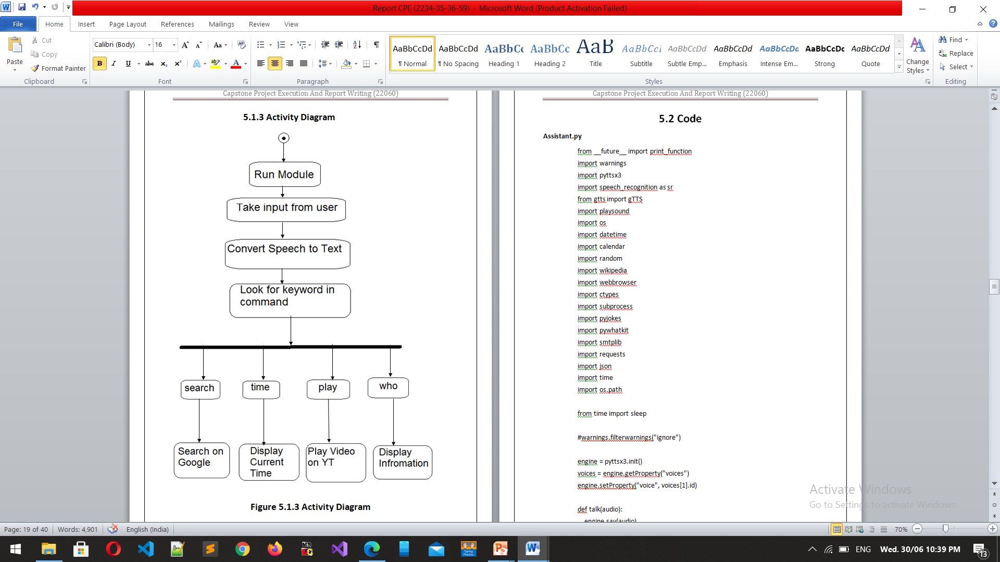 Report CPE (2234-35-36-59) - Microsoft Word (Product Activation Failed)
File Home Insert Page Layout References Mailings Review View
Paste
Cut
Copy
Format Painter
Clipboard
Calibri (Body) 16
Font
Paragraph
AaBbCcDd AaBbCcDd AaBbCc AaBbCc AaB AaBbCcI AaBbCcDd AaBbCcDd AaBbCcDd AaBbCcDc AaBbCcDd
¶ Normal ¶ No Spacing Heading 1 Heading 2 Title Subtitle Subtle Emp... Emphasis Intense Em... Strong Quote
Change Styles
Styles
Find
Replace
Select
Editing
Capstone Project Execution And Report Writing (22060)
5.1.3 Activity Diagram
Run Module
Take input from user
Convert Speech to Text
Look for keyword in
command
search time play who
Search on
Google
Display
Current
Time
Play Video
on YT
Display
Infromation
Figure 5.1.3 Activity Diagram
Capstone Project Execution And Report Writing (22060)
5.2 Code
Assistant.py
from __future__ import print_function
import warnings
import pyttsx3
import speech_recognition as sr
from gtts import gTTS
import playsound
import os
import datetime
import calendar
import random
import wikipedia
import webbrowser
import ctypes
import subprocess
import pyjokes
import pywhatkit
import smtplib
import requests
import json
import time
import os.path
from time import sleep
#warnings.filterwarnings("ignore")
engine = pyttsx3.init()
voices = engine.getProperty("voices")
engine.setProperty("voice", voices[1].id)
def talk(audio):
engine.say(audio)
Activate Windows
Go to Settings to activate Windows.
Page: 19 of 40 Words: 4,901 English (India) 70%
ENG Wed. 30/06 10:39 PM 13